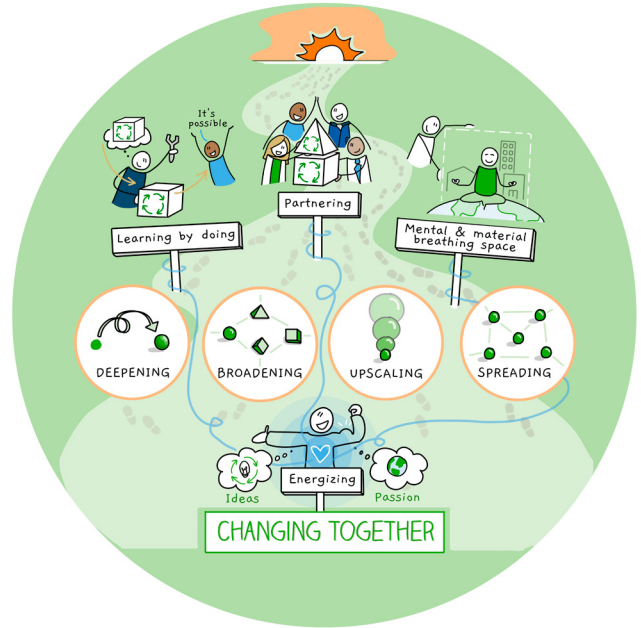 It's
possible
Partnering
Learning by doing
Mental & material
breathing space
DEEPENING
BROADENING
UPSCALING
SPREADING
Energizing
Ideas
Passion
CHANGING TOGETHER